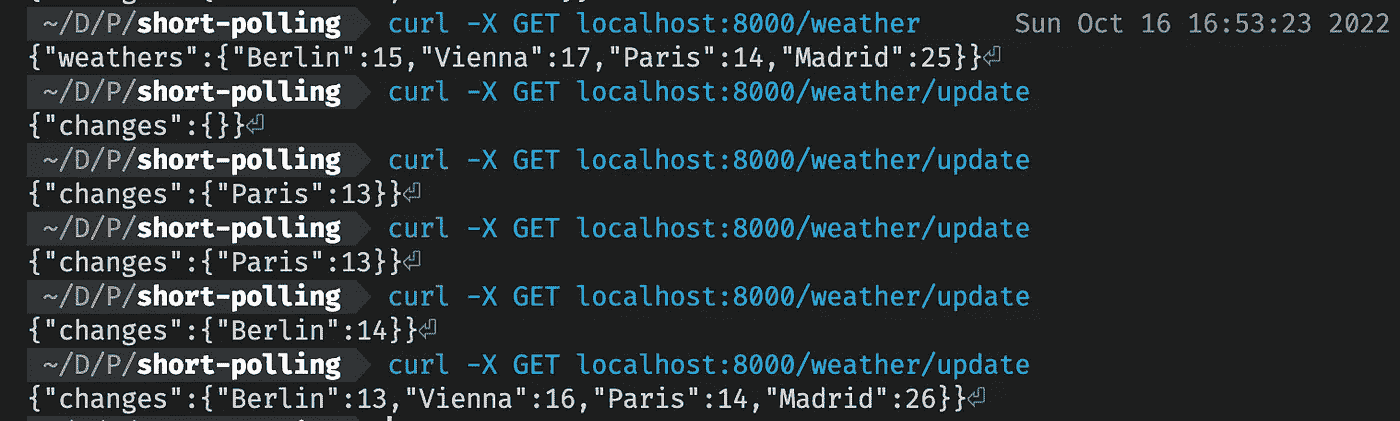 ~/D/P/short-polling curl -X GET localhost:8000/weather Sun Oct 16 16:53:23 2022
{"weathers":{"Berlin":15,"Vienna":17,"Paris":14,"Madrid":25}}⏎
~/D/P/short-polling curl -X GET localhost:8000/weather/update
{"changes":{}}⏎
~/D/P/short-polling curl -X GET localhost:8000/weather/update
{"changes":{"Paris":13}}⏎
~/D/P/short-polling curl -X GET localhost:8000/weather/update
{"changes":{"Paris":13}}⏎
~/D/P/short-polling curl -X GET localhost:8000/weather/update
{"changes":{"Berlin":14}}⏎
~/D/P/short-polling curl -X GET localhost:8000/weather/update
{"changes":{"Berlin":13,"Vienna":16,"Paris":14,"Madrid":26}}⏎